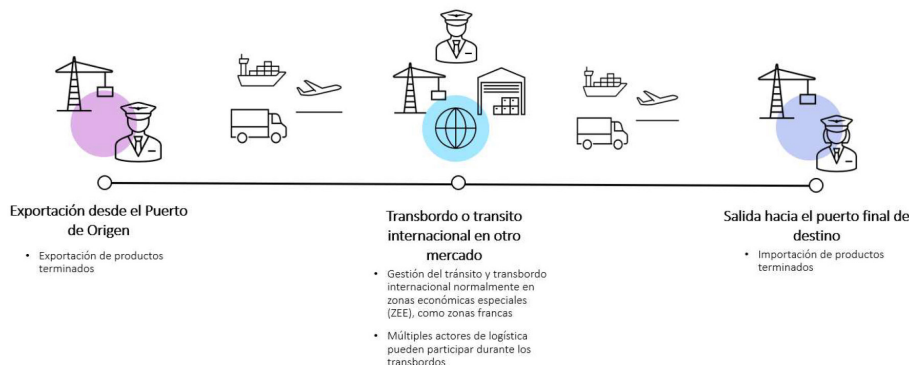 Exportación desde el Puerto
de Origen
• Exportación de productos
terminados
Transbordo o transito
internacional en otro
mercado
• Gestión del tránsito y transbordo
internacional normalmente en
zonas económicas especiales
(ZEE), como zonas francas
• Múltiples actores de logística
pueden participar durante los
transbordos
Salida hacia el puerto final de
destino
• Importación de productos
terminados